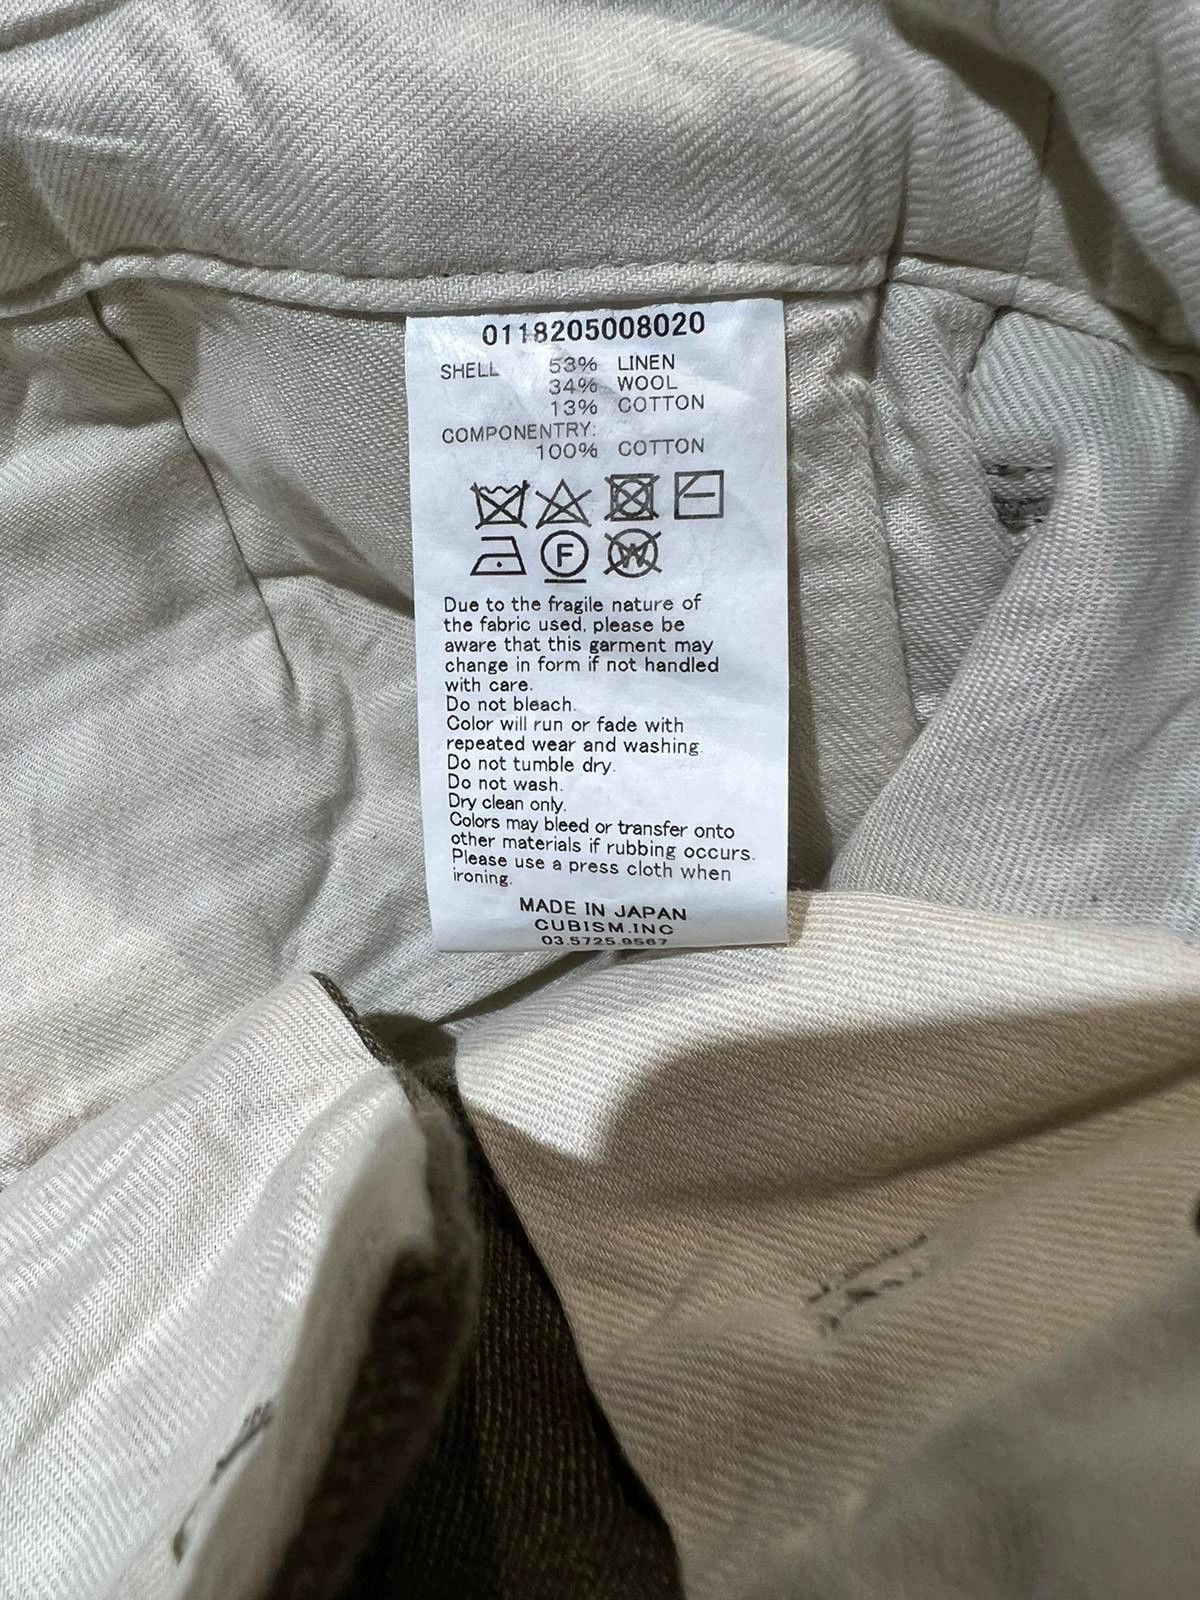 0118205008020
SHELL 53% LINEN
34% WOOL
13% COTTON
COMPONENTRY:
100% COTTON
F W
Due to the fragile nature of
the fabric used, please be
aware that this garment may
change in form if not handled
with care.
Do not bleach.
Color will run or fade with
repeated wear and washing.
Do not tumble dry.
Do not wash.
Dry clean only.
Colors may bleed or transfer onto
other materials if rubbing occurs.
Please use a press cloth when
ironing.
MADE IN JAPAN
CUBISM.INC
03.5725.9567